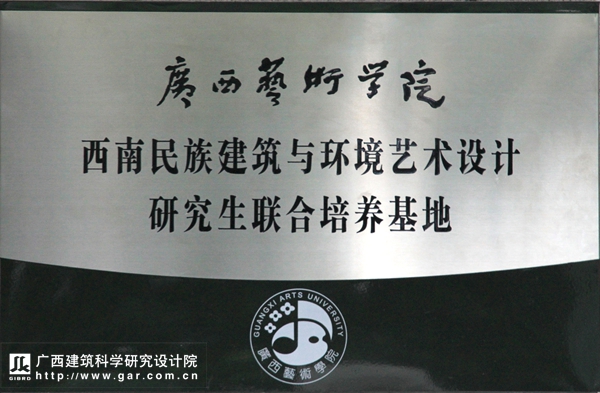 廣西藝術学院
西南民族建筑与环境艺术设计
研究生联合培养基地
GUANGXI ARTS UNIVERSITY
廣西藝術學院
GIBRD
广西建筑科学研究设计院
http://www.gar.com.cn